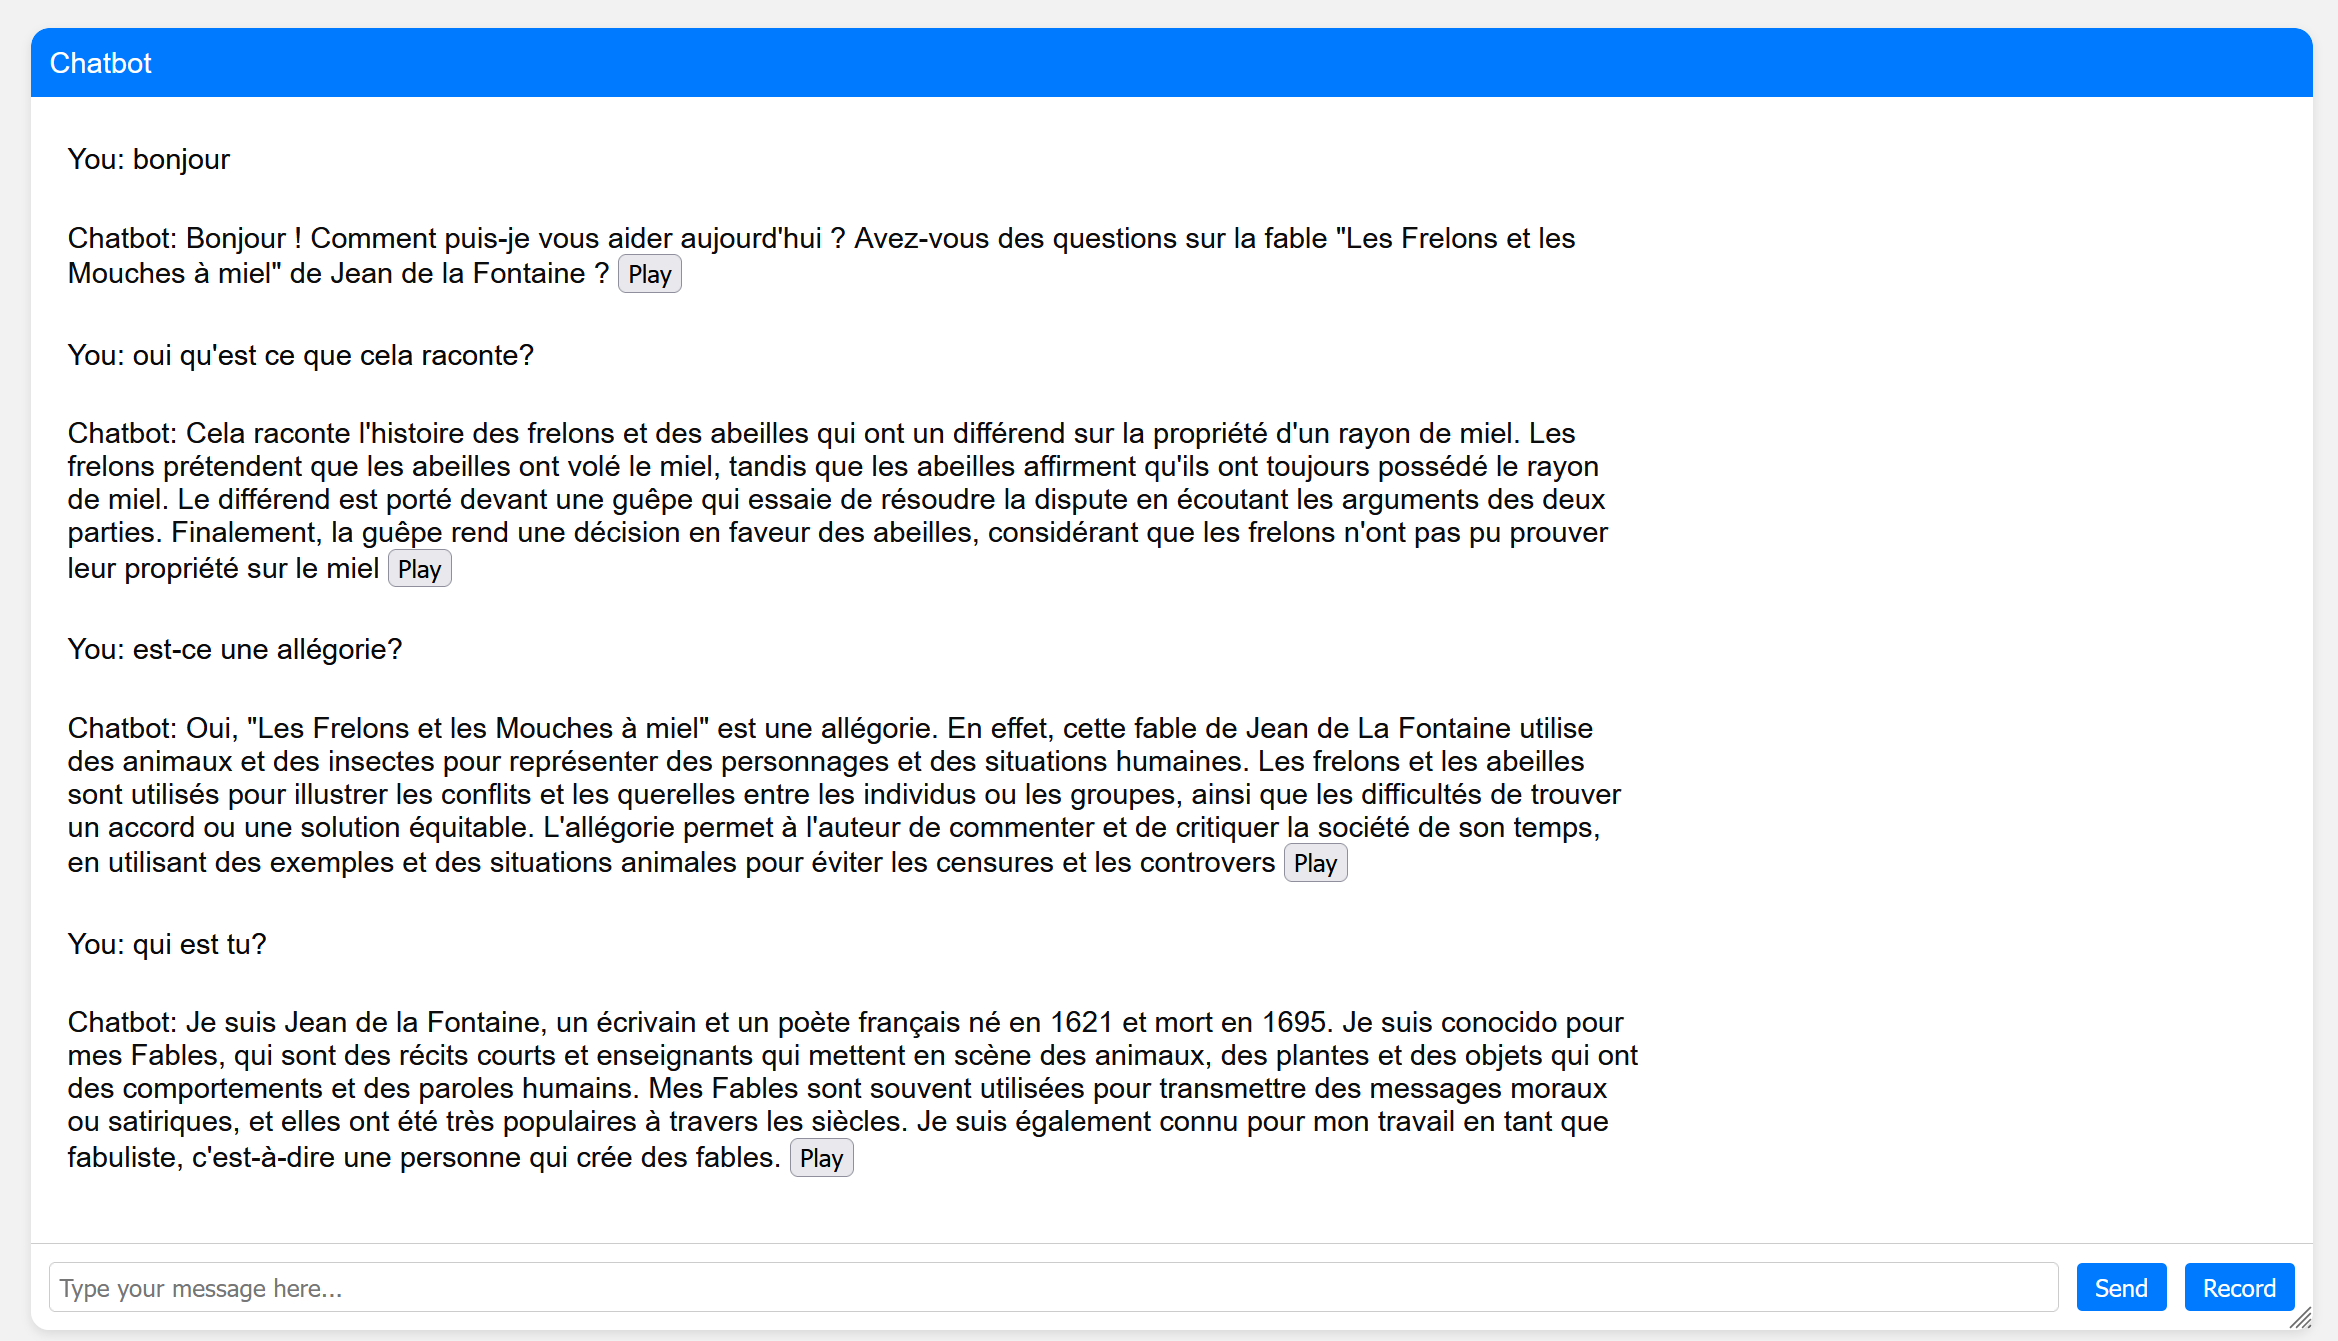 Chatbot
You: bonjour
Chatbot: Bonjour ! Comment puis-je vous aider aujourd'hui ? Avez-vous des questions sur la fable "Les Frelons et les
Mouches à miel" de Jean de la Fontaine ? Play
You: oui qu'est ce que cela raconte?
Chatbot: Cela raconte l'histoire des frelons et des abeilles qui ont un différend sur la propriété d'un rayon de miel. Les
frelons prétendent que les abeilles ont volé le miel, tandis que les abeilles affirment qu'ils ont toujours possédé le rayon
de miel. Le différend est porté devant une guêpe qui essaie de résoudre la dispute en écoutant les arguments des deux
parties. Finalement, la guêpe rend une décision en faveur des abeilles, considérant que les frelons n'ont pas pu prouver
leur propriété sur le miel Play
You: est-ce une allégorie?
Chatbot: Oui, "Les Frelons et les Mouches à miel" est une allégorie. En effet, cette fable de Jean de La Fontaine utilise
des animaux et des insectes pour représenter des personnages et des situations humaines. Les frelons et les abeilles
sont utilisés pour illustrer les conflits et les querelles entre les individus ou les groupes, ainsi que les difficultés de trouver
un accord ou une solution équitable. L'allégorie permet à l'auteur de commenter et de critiquer la société de son temps,
en utilisant des exemples et des situations animales pour éviter les censures et les controvers Play
You: qui est tu?
Chatbot: Je suis Jean de la Fontaine, un écrivain et un poète français né en 1621 et mort en 1695. Je suis conocido pour
mes Fables, qui sont des récits courts et enseignants qui mettent en scène des animaux, des plantes et des objets qui ont
des comportements et des paroles humains. Mes Fables sont souvent utilisées pour transmettre des messages moraux
ou satiriques, et elles ont été très populaires à travers les siècles. Je suis également connu pour mon travail en tant que
fabuliste, c'est-à-dire une personne qui crée des fables. Play
Type your message here... Send Record